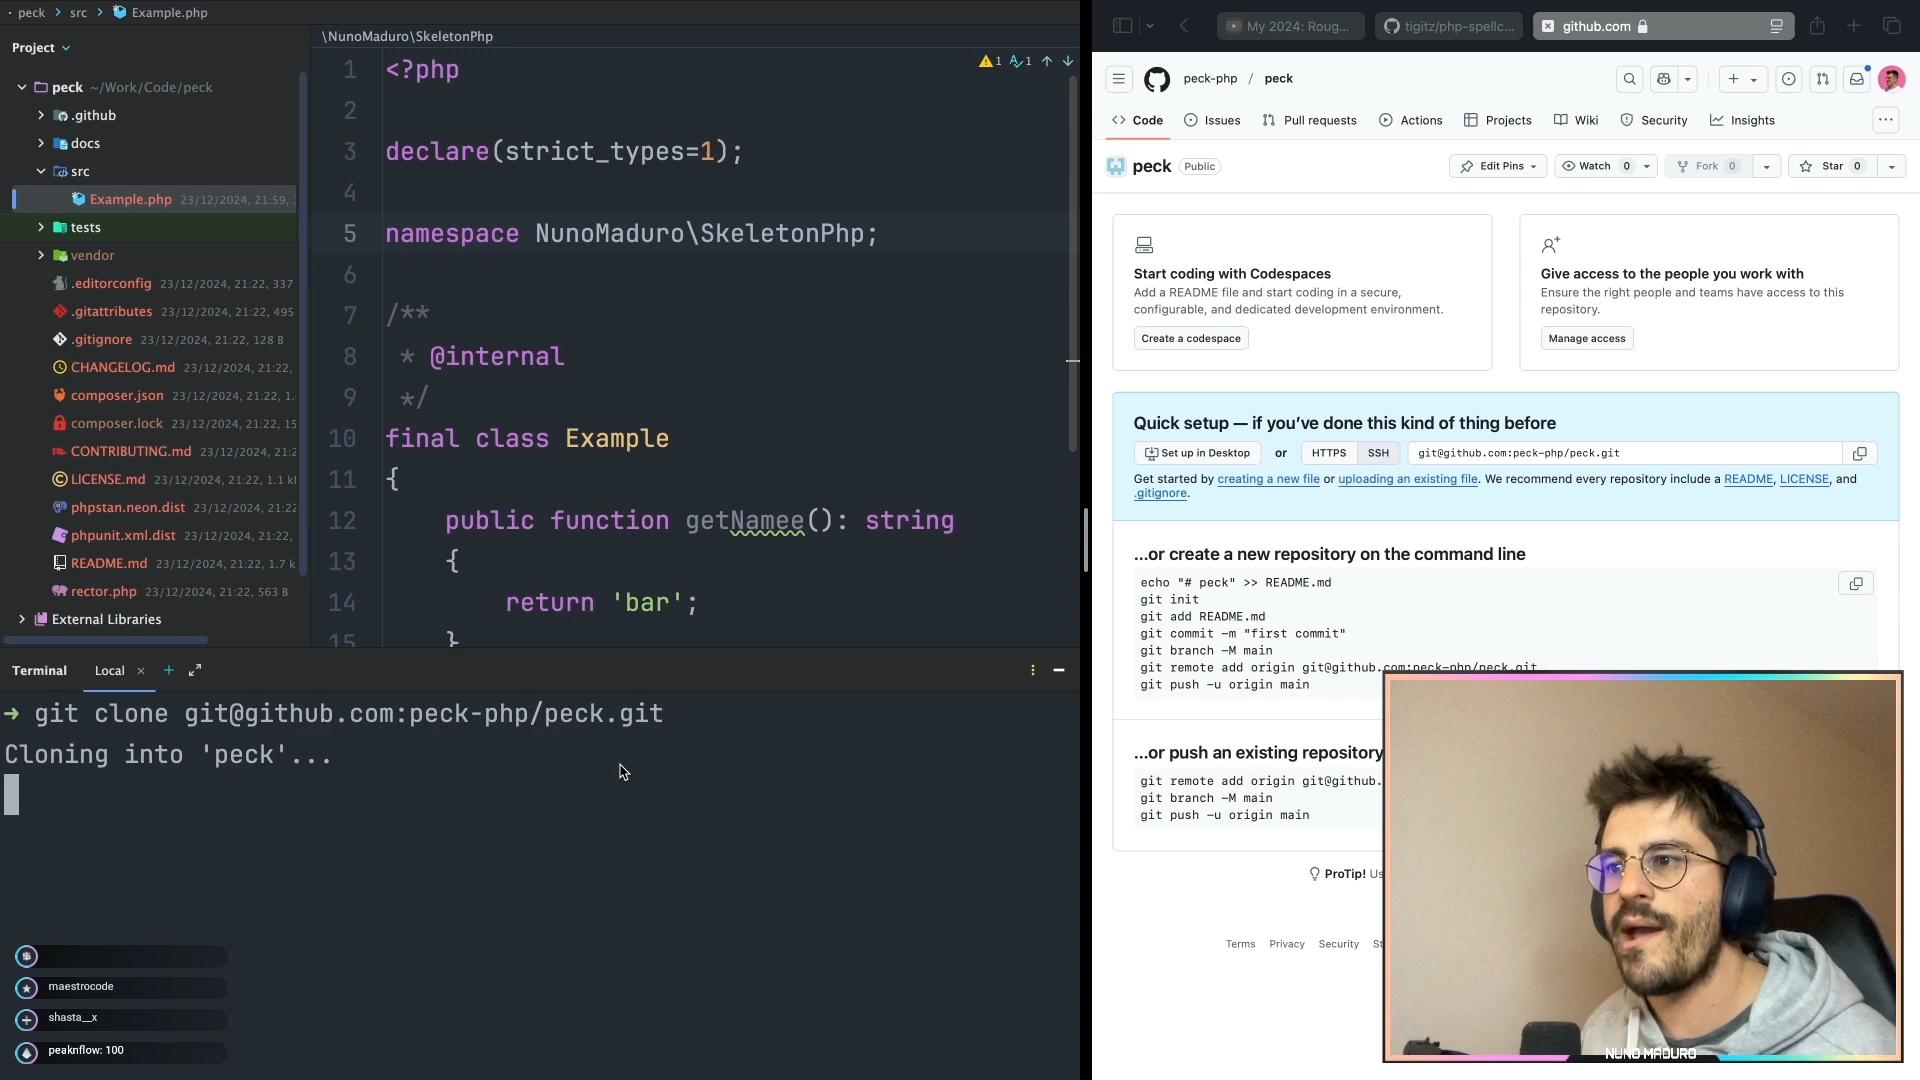 peck > src > Example.php
Project
peck ~/Work/Code/peck
.github
docs
src
Example.php 23/12/2024, 21:59,
tests
vendor
.editorconfig 23/12/2024, 21:22, 337
.gitattributes 23/12/2024, 21:22, 495
.gitignore 23/12/2024, 21:22, 128 B
CHANGELOG.md 23/12/2024, 21:22,
composer.json 23/12/2024, 21:22, 1.
composer.lock 23/12/2024, 21:22, 15
CONTRIBUTING.md 23/12/2024, 21:2
LICENSE.md 23/12/2024, 21:22, 1.1 k
phpstan.neon.dist 23/12/2024, 21:22
phpunit.xml.dist 23/12/2024, 21:22,
README.md 23/12/2024, 21:22, 1.7 k
rector.php 23/12/2024, 21:22, 563 B
External Libraries
\NunoMaduro\SkeletonPhp
1 1
1 <?php
2
3 declare(strict_types=1);
4
5 namespace NunoMaduro\SkeletonPhp;
6
7 /**
8 * @internal
9 */
10 final class Example
11 {
12 public function getNamee(): string
13 {
14 return 'bar';
15 }
Terminal Local × +
→ git clone git@github.com:peck-php/peck.git
Cloning into 'peck'...
maestrocode
shasta__x
peaknflow: 100
My 2024: Roug...
tigitz/php-spellc...
github.com
peck-php / peck
Code Issues Pull requests Actions Projects Wiki Security Insights
peck Public Edit Pins Watch 0 Fork 0 Star 0
Start coding with Codespaces
Add a README file and start coding in a secure,
configurable, and dedicated development environment.
Create a codespace
Give access to the people you work with
Ensure the right people and teams have access to this
repository.
Manage access
Quick setup — if you've done this kind of thing before
Set up in Desktop or HTTPS SSH git@github.com:peck-php/peck.git
Get started by creating a new file or uploading an existing file. We recommend every repository include a README, LICENSE, and
.gitignore.
...or create a new repository on the command line
echo "# peck" >> README.md
git init
git add README.md
git commit -m "first commit"
git branch -M main
git remote add origin git@github.com:peck-php/peck.git
git push -u origin main
...or push an existing repository
git remote add origin git@github.
git branch -M main
git push -u origin main
ProTip! Us
Terms Privacy Security St
NUNO MADURO